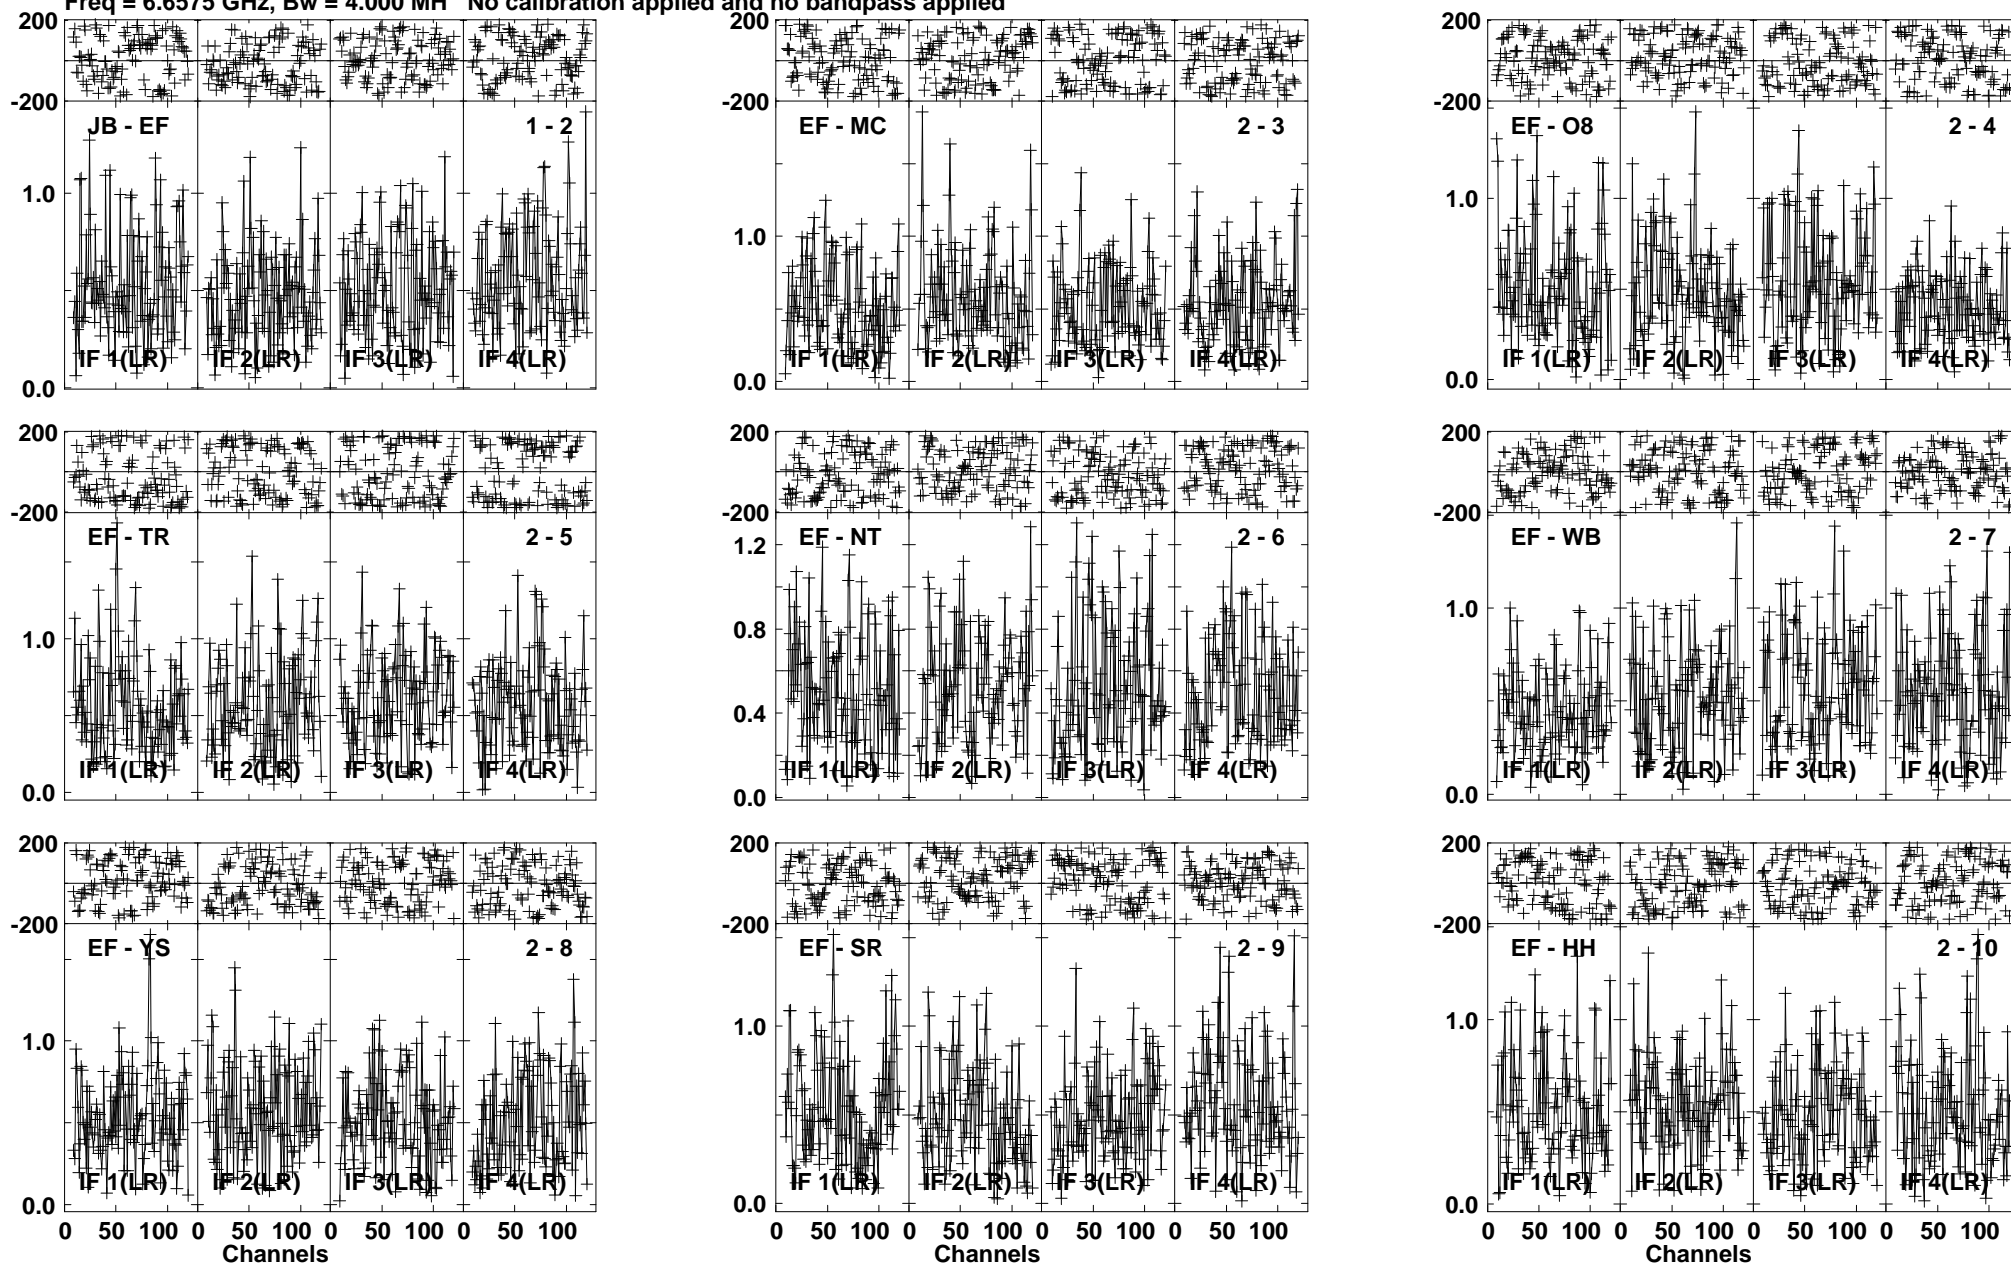 Freq = 6.6575 GHz, Bw = 4.000 MH No calibration applied and no bandpass applied
200 -200 JB - EF 1 - 2 1.0 0.0 IF 1(LR) IF 2(LR) IF 3(LR) IF 4(LR)
EF - MC 2 - 3 200 -200 1.0 0.0 IF 1(LR) IF 2(LR) IF 3(LR) IF 4(LR)
EF - O8 2 - 4 200 -200 1.0 0.0 IF 1(LR) IF 2(LR) IF 3(LR) IF 4(LR)
200 -200 EF - TR 2 - 5 1.0 0.0 IF 1(LR) IF 2(LR) IF 3(LR) IF 4(LR)
200 -200 EF - NT 2 - 6 1.2 0.8 0.4 0.0 IF 1(LR) IF 2(LR) IF 3(LR) IF 4(LR)
200 -200 EF - WB 2 - 7 1.0 0.0 IF 1(LR) IF 2(LR) IF 3(LR) IF 4(LR)
200 -200 EF - YS 2 - 8 1.0 0.0 IF 1(LR) IF 2(LR) IF 3(LR) IF 4(LR)
200 -200 EF - SR 2 - 9 1.0 0.0 IF 1(LR) IF 2(LR) IF 3(LR) IF 4(LR)
200 -200 EF - HH 2 - 10 1.0 0.0 IF 1(LR) IF 2(LR) IF 3(LR) IF 4(LR)
0 50 100 0 50 100 0 50 100 0 50 100
0 50 100 0 50 100 0 50 100 0 50 100
0 50 100 0 50 100 0 50 100 0 50 100
Channels
Channels
Channels